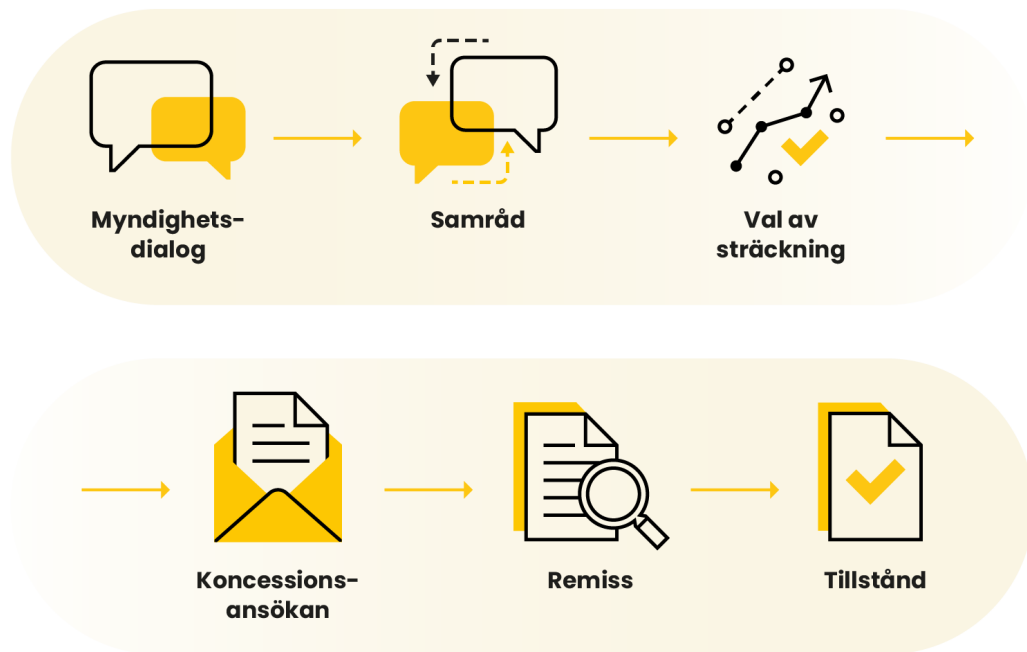 Myndighets-
dialog
Samråd
Val av
sträckning
Koncessions-
ansökan
Remiss
Tillstånd